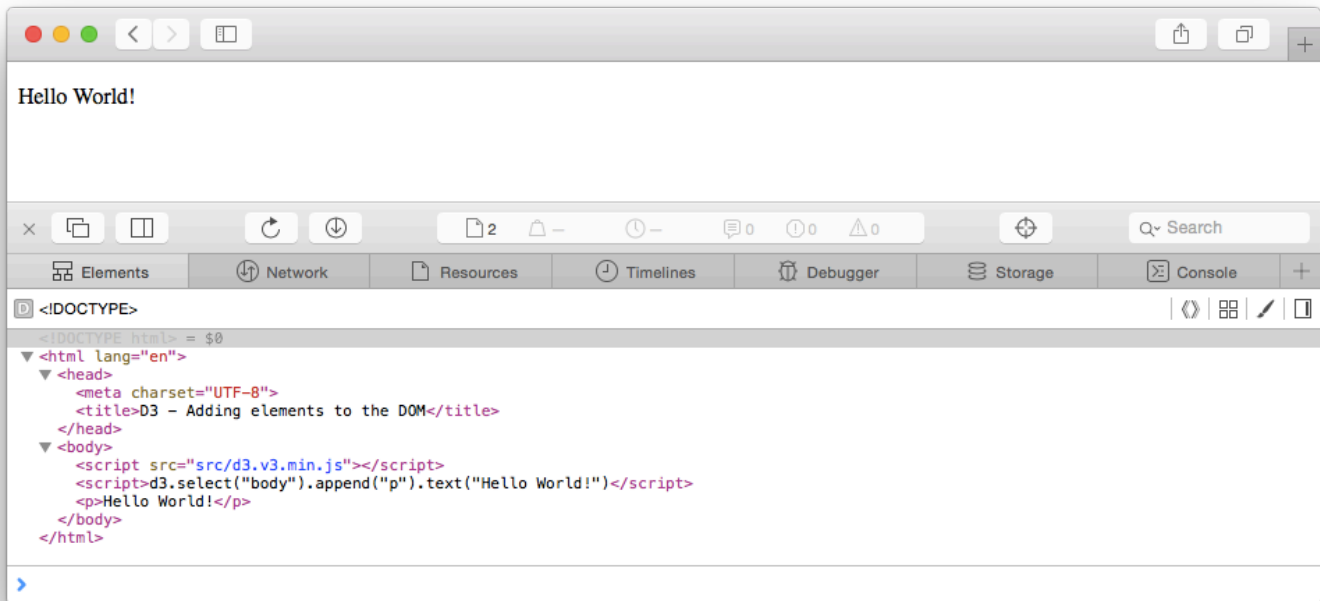 Hello World!
2 – – 0 0 0 Search
Elements Network Resources Timelines Debugger Storage Console
D <!DOCTYPE>
<!DOCTYPE html> = $0
<html lang="en">
<head>
<meta charset="UTF-8">
<title>D3 – Adding elements to the DOM</title>
</head>
<body>
<script src="src/d3.v3.min.js"></script>
<script>d3.select("body").append("p").text("Hello World!")</script>
<p>Hello World!</p>
</body>
</html>